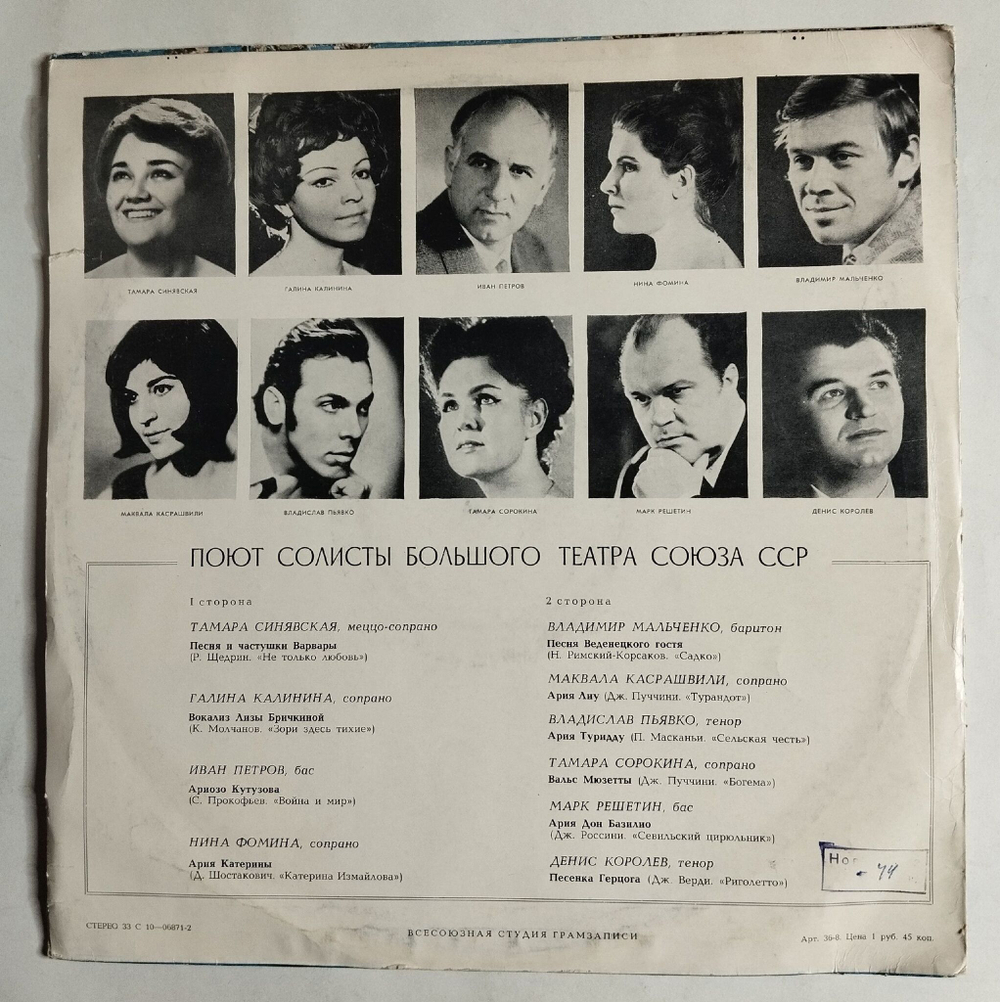 ТАМАРА СИНЯВСКАЯ
ГАЛИНА КАЛИНИНА
ИВАН ПЕТРОВ
НИНА ФОМИНА
ВЛАДИМИР МАЛЬЧЕНКО
МАКВАЛА КАСРАШВИЛИ
ВЛАДИСЛАВ ПЬЯВКО
ТАМАРА СОРОКИНА
МАРК РЕШЕТИН
ДЕНИС КОРОЛЕВ
ПОЮТ СОЛИСТЫ БОЛЬШОГО ТЕАТРА СОЮЗА ССР
I сторона
ТАМАРА СИНЯВСКАЯ, меццо-сопрано
Песня и частушки Варвары
(Р. Щедрин. «Не только любовь»)
ГАЛИНА КАЛИНИНА, сопрано
Вокализ Лизы Бричкиной
(К. Молчанов. «Зори здесь тихие»)
ИВАН ПЕТРОВ, бас
Ариозо Кутузова
(С. Прокофьев. «Война и мир»)
НИНА ФОМИНА, сопрано
Ария Катерины
(Д. Шостакович. «Катерина Измайлова»)
2 сторона
ВЛАДИМИР МАЛЬЧЕНКО, баритон
Песня Веденецкого гостя
(Н. Римский-Корсаков. «Садко»)
МАКВАЛА КАСРАШВИЛИ, сопрано
Ария Лиу (Дж. Пуччини. «Турандот»)
ВЛАДИСЛАВ ПЬЯВКО, тенор
Ария Туридду (П. Масканьи. «Сельская честь»)
ТАМАРА СОРОКИНА, сопрано
Вальс Мюзетты (Дж. Пуччини. «Богема»)
МАРК РЕШЕТИН, бас
Ария Дон Базилио
(Дж. Россини. «Севильский цирюльник»)
ДЕНИС КОРОЛЕВ, тенор
Песенка Герцога (Дж. Верди. «Риголетто»)
СТЕРЕО 33 С 10—06871-2
ВСЕСОЮЗНАЯ СТУДИЯ ГРАМЗАПИСИ
Арт. 36-8. Цена 1 руб. 45 коп.